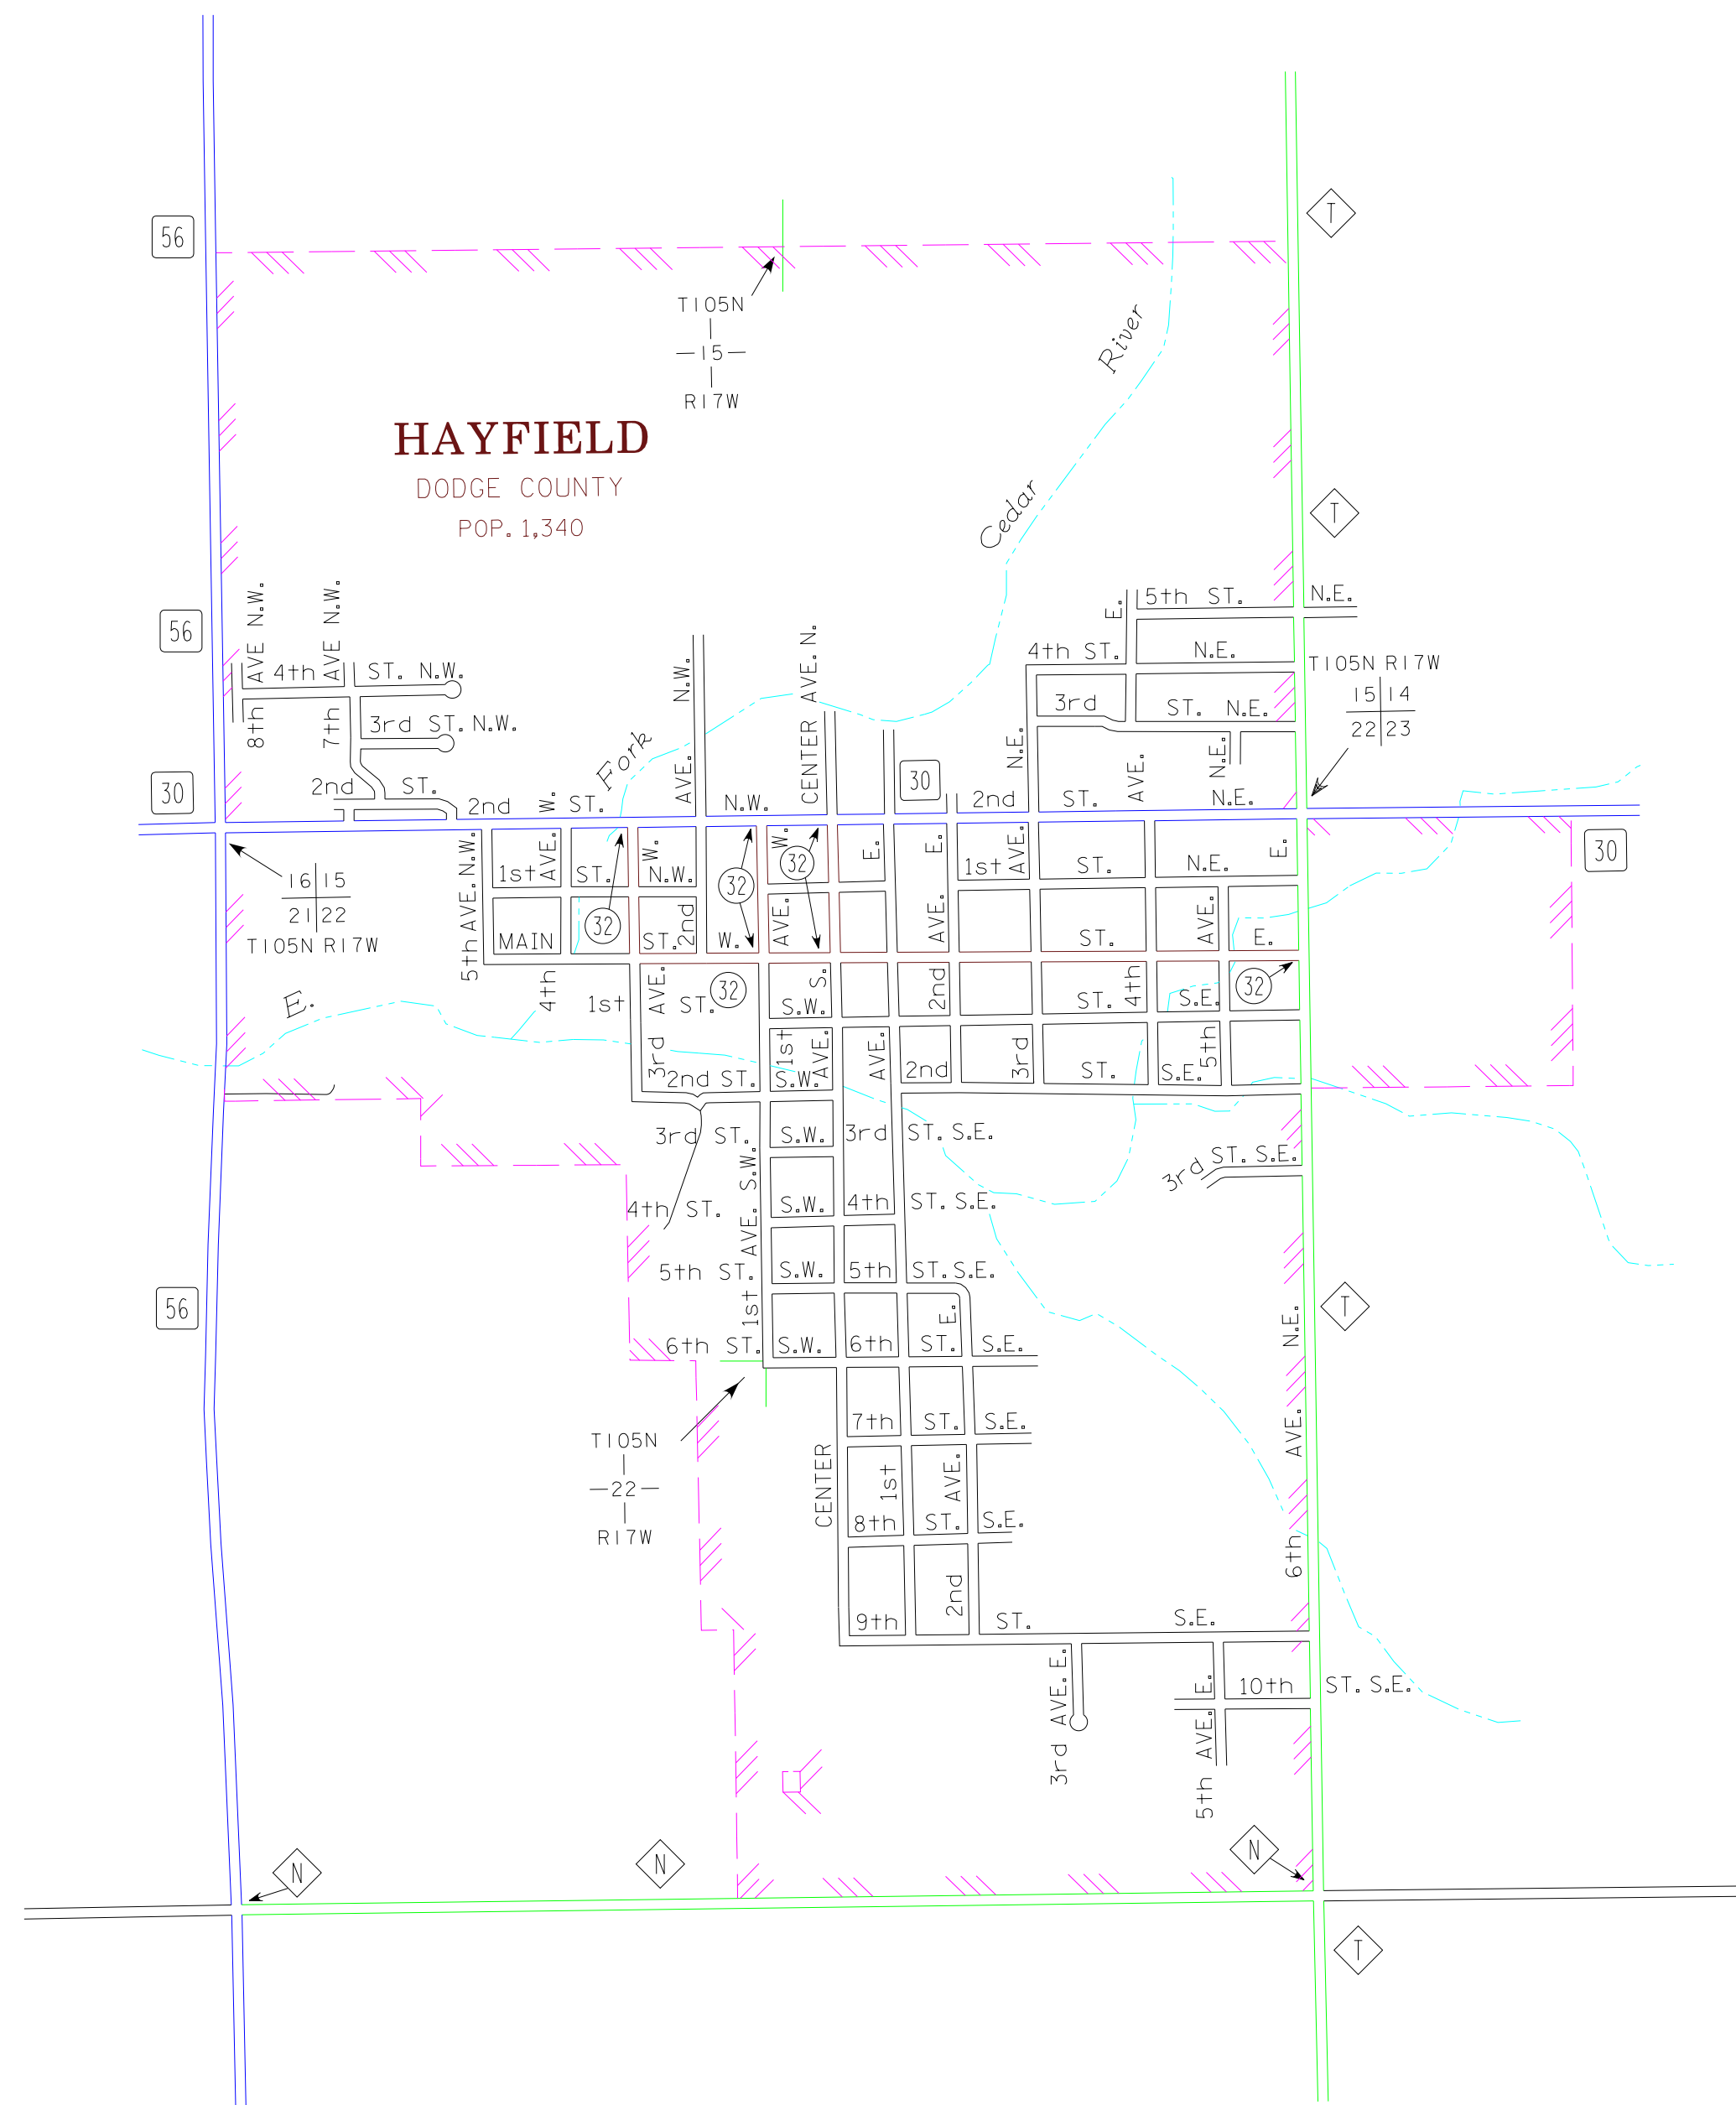 T
56
T105N
15
R17W
River
HAYFIELD
DODGE COUNTY
POP. 1,340
Cedar
T
56
8th AVE N.W.
7th AVE N.W.
4th ST. N.W.
3rd ST. N.W.
2nd ST.
AVE. N.W.
CENTER AVE. N.
E.
5th ST. N.E.
4th ST. N.E.
3rd ST. N.E.
N.E.
AVE.
N.E.
T105N R17W
15 14
22 23
Fork
30
30
2nd ST. N.W.
W.
2nd ST. N.E.
16 15
21 22
T105N R17W
5th AVE. N.W.
1st ST. N.W.
AVE.
W.
W.
E.
E.
1st ST. N.E.
AVE.
E.
30
32
32
32
MAIN ST. W.
2nd
AVE.
AVE.
ST. E.
AVE.
4th
E.
1st ST. S.W.
3rd AVE.
32
S.
2nd
ST. S.E.
4th
32
3rd
1st
AVE.
AVE.
2nd ST. S.W.
2nd ST. S.E.
3rd
5th
3rd ST. S.W.
3rd ST. S.E.
3rd ST. S.E.
4th ST. S.W.
4th ST. S.E.
1st AVE. S.W.
5th ST. S.W.
5th ST. S.E.
56
T
6th ST. S.W.
6th ST. S.E.
E.
N.E.
7th ST. S.E.
T105N
22
R17W
CENTER
1st
AVE.
AVE.
8th ST. S.E.
6th
2nd
9th ST. S.E.
3rd AVE. E.
5th AVE. E.
10th ST. S.E.
N
N
N
T